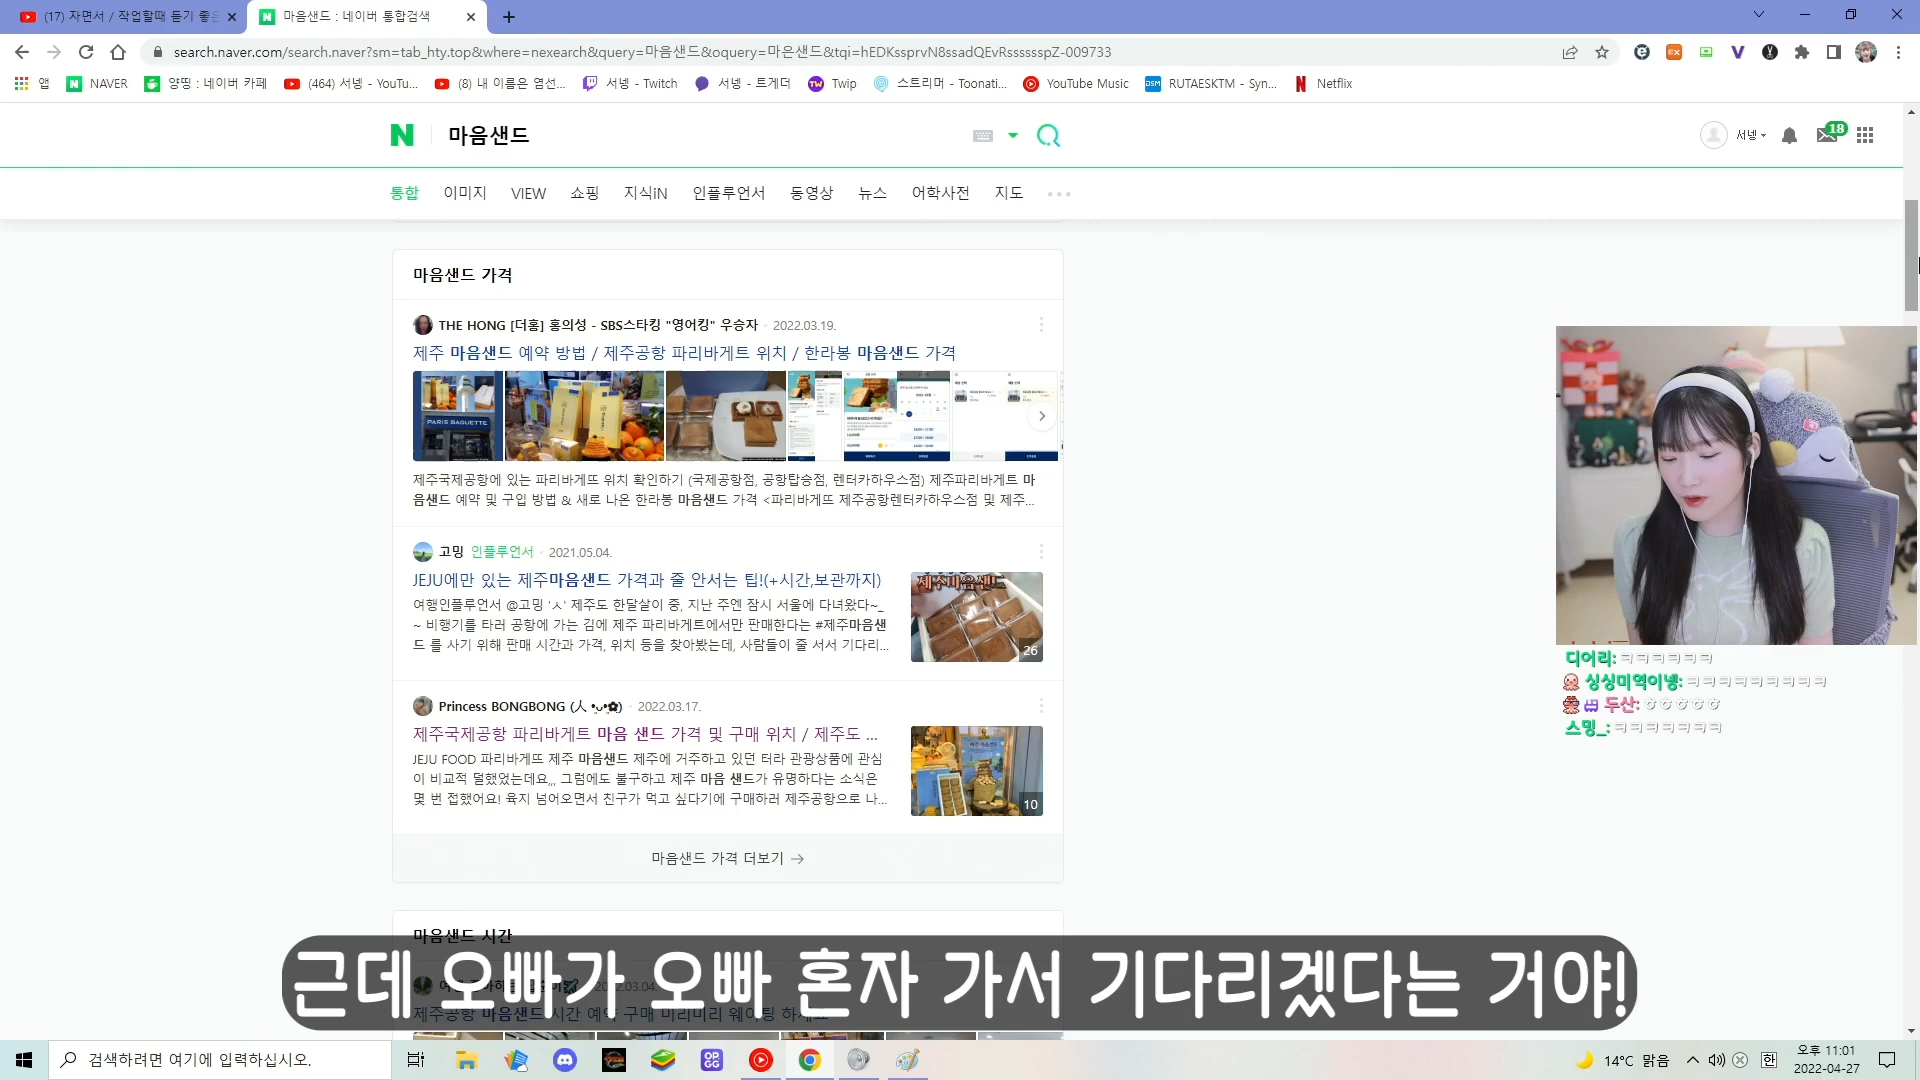 (17) 자면서 / 작업할때 듣기 좋은
마음샌드 : 네이버 통합검색
search.naver.com/search.naver?sm=tab_hty.top&where=nexearch&query=마음샌드&oquery=마은샌드&tqi=hEDKssprvN8ssadQEvRsssssspZ-009733
앱 NAVER 양띵 : 네이버 카페 (464) 서넹 - YouTu... (8) 내 이름은 염선... 서넹 - Twitch 서넹 - 트게더 Twip 스트리머 - Toonati... YouTube Music RUTAESKTM - Syn... Netflix
N 마음샌드
서넹 18
통합 이미지 VIEW 쇼핑 지식iN 인플루언서 동영상 뉴스 어학사전 지도
마음샌드 가격
THE HONG [더홍] 홍의성 - SBS스타킹 "영어킹" 우승자 · 2022.03.19.
제주 마음샌드 예약 방법 / 제주공항 파리바게트 위치 / 한라봉 마음샌드 가격
PARIS BAGUETTE
제주국제공항에 있는 파리바게뜨 위치 확인하기 (국제공항점, 공항탑승점, 렌터카하우스점) 제주파리바게트 마
음샌드 예약 및 구입 방법 & 새로 나온 한라봉 마음샌드 가격 <파리바게뜨 제주공항렌터카하우스점 및 제주...
고밍 인플루언서 · 2021.05.04.
JEJU에만 있는 제주마음샌드 가격과 줄 안서는 팁!(+시간,보관까지)
여행인플루언서 @고밍 'ㅅ' 제주도 한달살이 중, 지난 주엔 잠시 서울에 다녀왔다~_
~ 비행기를 타러 공항에 가는 김에 제주 파리바게트에서만 판매한다는 #제주마음샌
드 를 사기 위해 판매 시간과 가격, 위치 등을 찾아봤는데, 사람들이 줄 서서 기다리...
제주마음샌드
26
Princess BONGBONG (人 •͈ᴗ•͈✿) · 2022.03.17.
제주국제공항 파리바게트 마음 샌드 가격 및 구매 위치 / 제주도 ...
JEJU FOOD 파리바게뜨 제주 마음샌드 제주에 거주하고 있던 터라 관광상품에 관심
이 비교적 덜했었는데요,,, 그럼에도 불구하고 제주 마음 샌드가 유명하다는 소식은
몇 번 접했어요! 육지 넘어오면서 친구가 먹고 싶다기에 구매하러 제주공항으로 나...
10
마음샌드 가격 더보기 →
마음샌드 시간
근데 오빠가 오빠 혼자 가서 기다리겠다는 거야!
디어리: ㅋㅋㅋㅋㅋㅋ
싱싱미역이넹: ㅋㅋㅋㅋㅋㅋㅋㅋㅋ
두산: ㅎㅎㅎㅎㅎ
스밍_: ㅋㅋㅋㅋㅋㅋㅋ
검색하려면 여기에 입력하십시오.
OP.GG
14°C 맑음
한
오후 11:01
2022-04-27